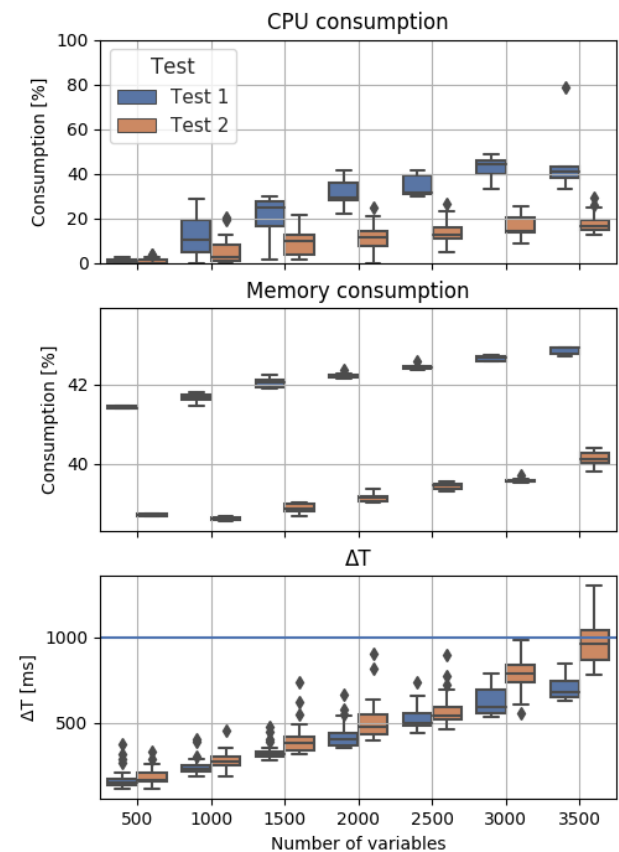 CPU consumption
100
80
60
40
20
0
Consumption [%]
Test
Test 1
Test 2
Memory consumption
42
40
Consumption [%]
ΔT
1000
500
ΔT [ms]
500 1000 1500 2000 2500 3000 3500
Number of variables